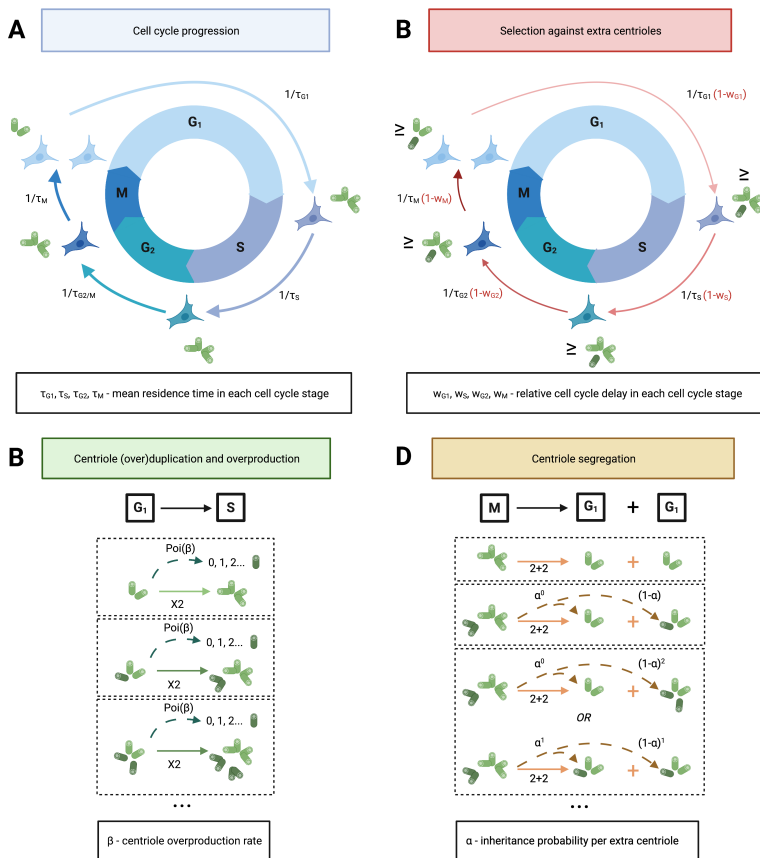 A
Cell cycle progression
1/τG1
G1
M
S
G2
1/τM
1/τG2/M
1/τS
τG1, τS, τG2, τM - mean residence time in each cell cycle stage
B
Selection against extra centrioles
1/τG1 (1-wG1)
≥
G1
≥
1/τM (1-wM)
M
≥
S
G2
1/τG2 (1-wG2)
1/τS (1-wS)
≥
wG1, wS, wG2, wM - relative cell cycle delay in each cell cycle stage
B
Centriole (over)duplication and overproduction
G1
S
Poi(β)
0, 1, 2...
X2
Poi(β)
0, 1, 2...
X2
Poi(β)
0, 1, 2...
X2
...
β - centriole overproduction rate
D
Centriole segregation
M
G1
+
G1
2+2
+
α⁰
(1-α)
2+2
+
α⁰
(1-α)²
2+2
+
OR
α¹
(1-α)¹
2+2
+
...
α - inheritance probability per extra centriole